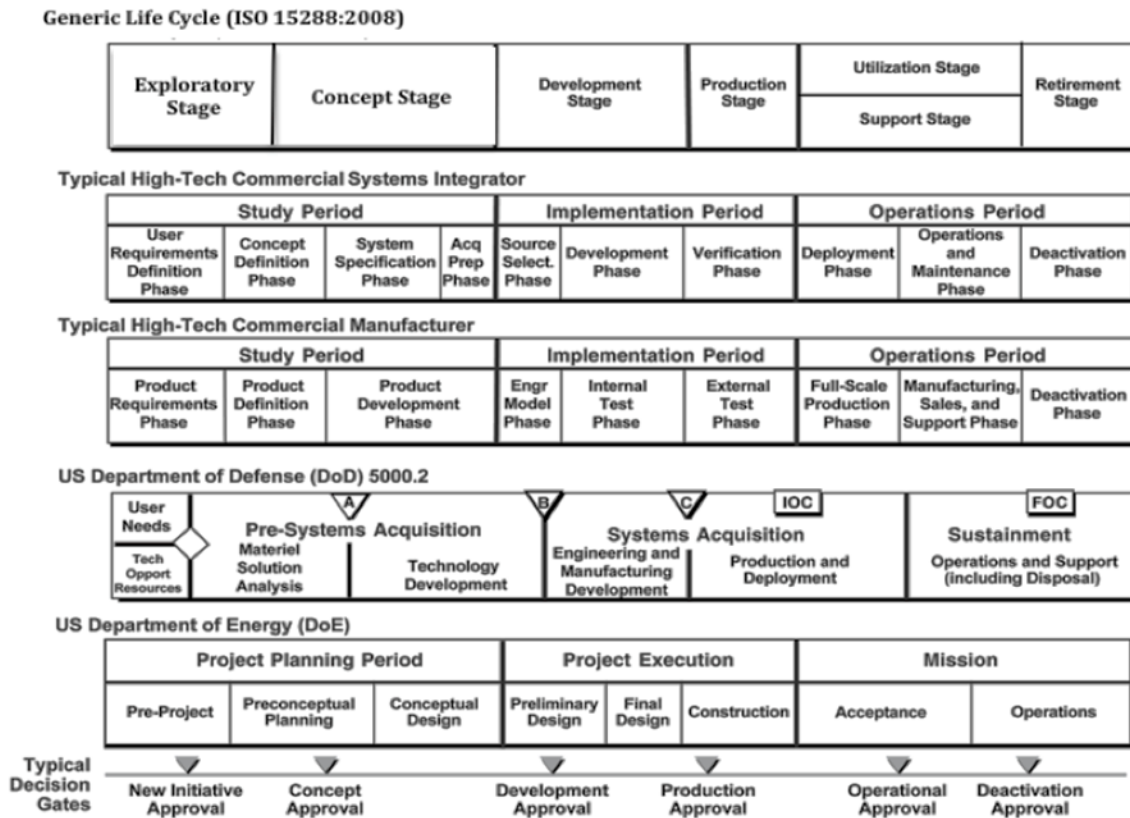 Generic Life Cycle (ISO 15288:2008)
Exploratory
Stage
Concept Stage
Development
Stage
Production
Stage
Utilization Stage
Support Stage
Retirement
Stage
Typical High-Tech Commercial Systems Integrator
Study Period
Implementation Period
Operations Period
User
Requirements
Definition
Phase
Concept
Definition
Phase
System
Specification
Phase
Acq
Prep
Phase
Source
Select.
Phase
Development
Phase
Verification
Phase
Deployment
Phase
Operations
and
Maintenance
Phase
Deactivation
Phase
Typical High-Tech Commercial Manufacturer
Study Period
Implementation Period
Operations Period
Product
Requirements
Phase
Product
Definition
Phase
Product
Development
Phase
Engr
Model
Phase
Internal
Test
Phase
External
Test
Phase
Full-Scale
Production
Phase
Manufacturing,
Sales, and
Support Phase
Deactivation
Phase
US Department of Defense (DoD) 5000.2
User
Needs
Tech
Opport
Resources
A
B
C
IOC
FOC
Pre-Systems Acquisition
Materiel
Solution
Analysis
Technology
Development
Systems Acquisition
Engineering and
Manufacturing
Development
Production and
Deployment
Sustainment
Operations and Support
(including Disposal)
US Department of Energy (DoE)
Project Planning Period
Project Execution
Mission
Pre-Project
Preconceptual
Planning
Conceptual
Design
Preliminary
Design
Final
Design
Construction
Acceptance
Operations
Typical
Decision
Gates
New Initiative
Approval
Concept
Approval
Development
Approval
Production
Approval
Operational
Approval
Deactivation
Approval